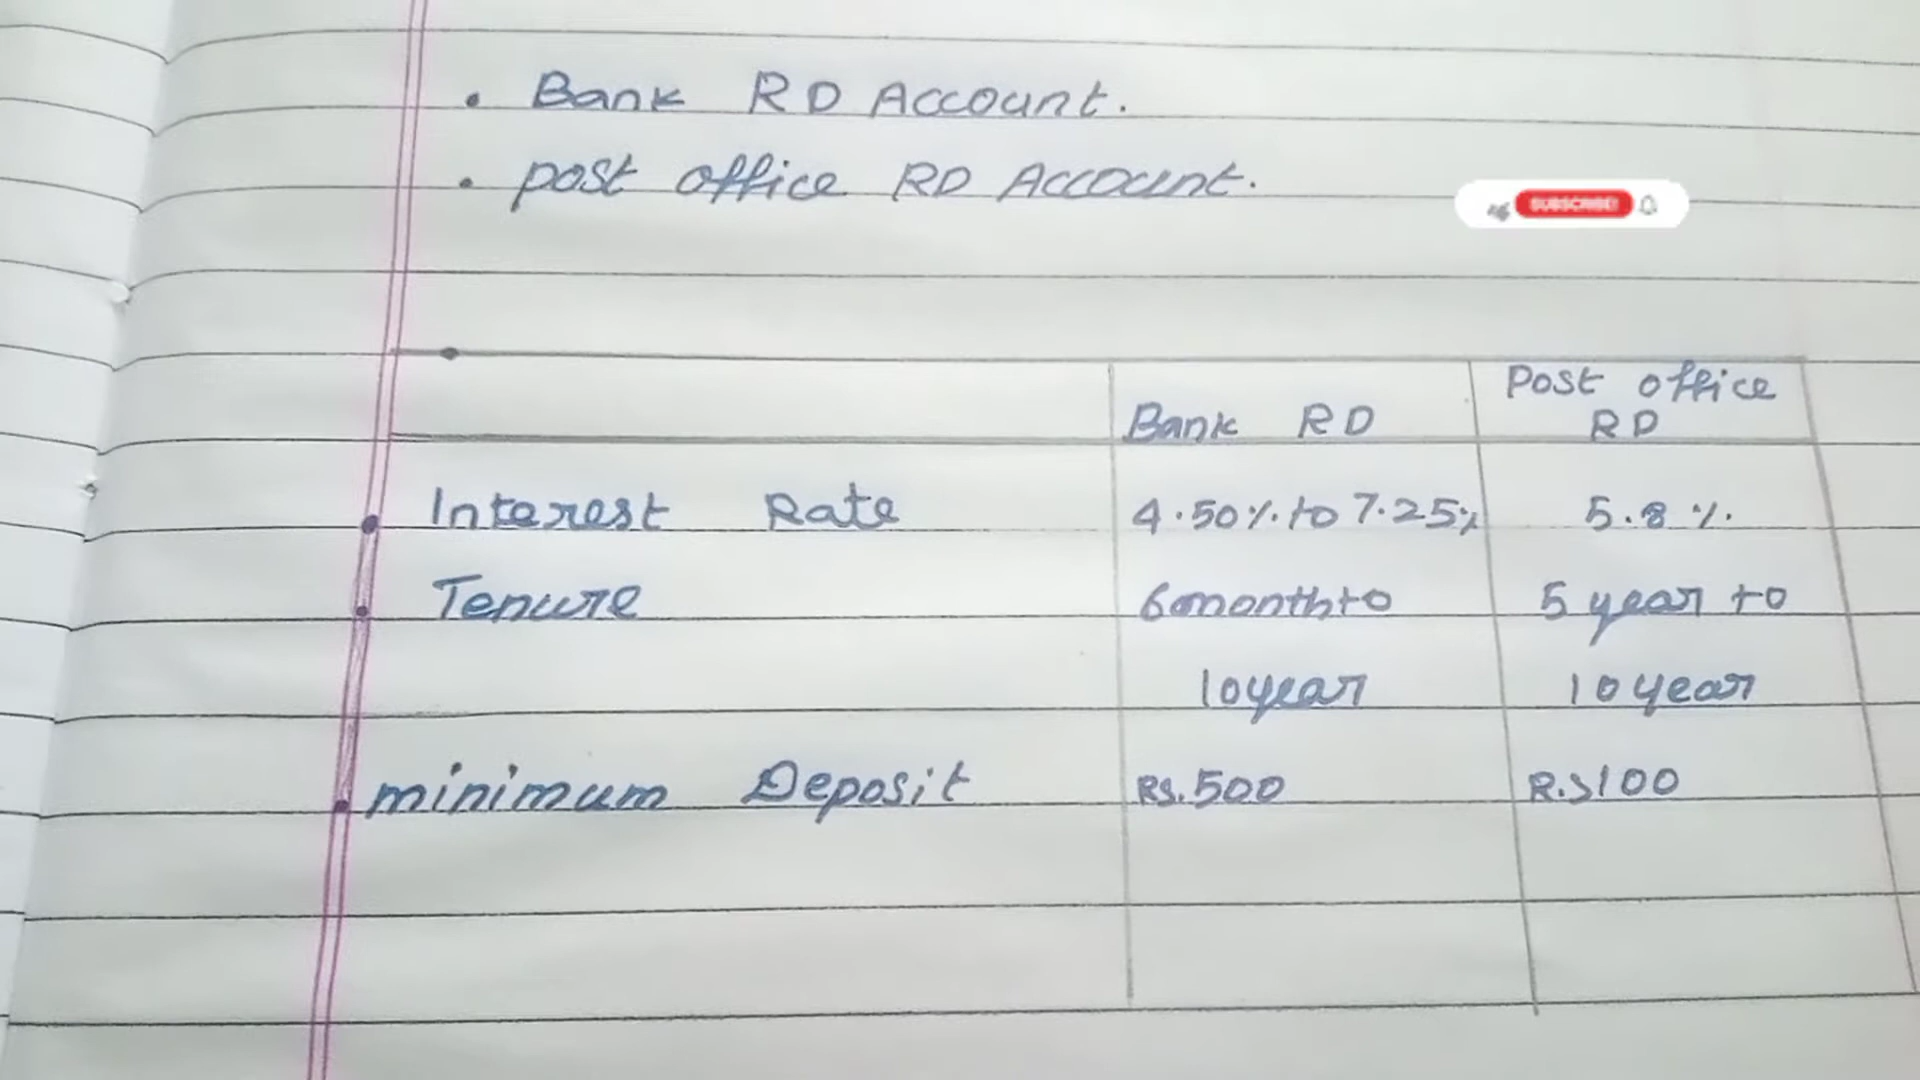 • Bank RD Account.
• post office RD Account.
SUBSCRIBE!
Bank RD Post office RD
• Interest Rate 4.50% to 7.25% 5.8%
• Tenure 6month to 5 year to
10year 10 year
• minimum Deposit RS.500 R.S100